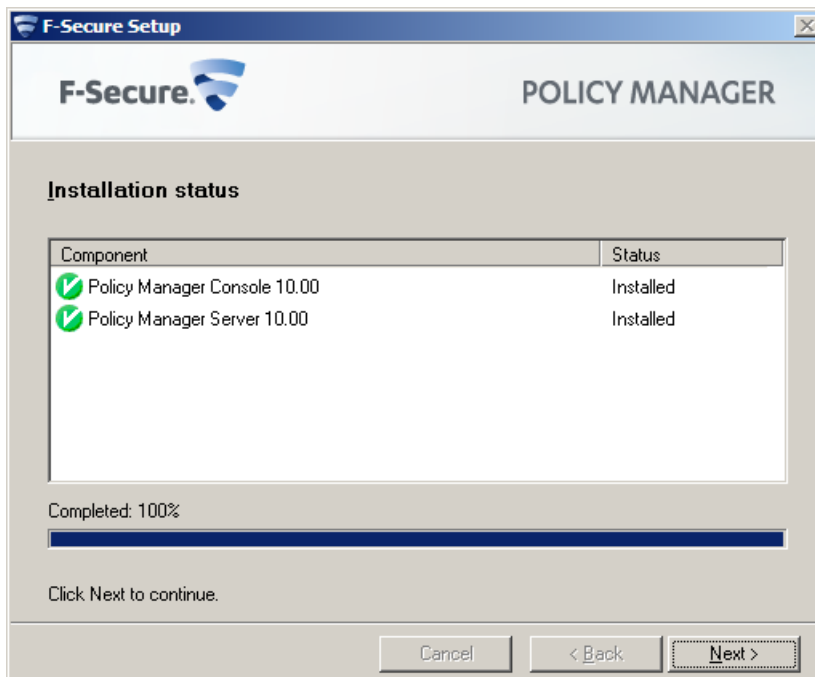 F-Secure Setup
F-Secure. POLICY MANAGER
Installation status
Component Status
Policy Manager Console 10.00 Installed
Policy Manager Server 10.00 Installed
Completed: 100%
Click Next to continue.
Cancel < Back Next >